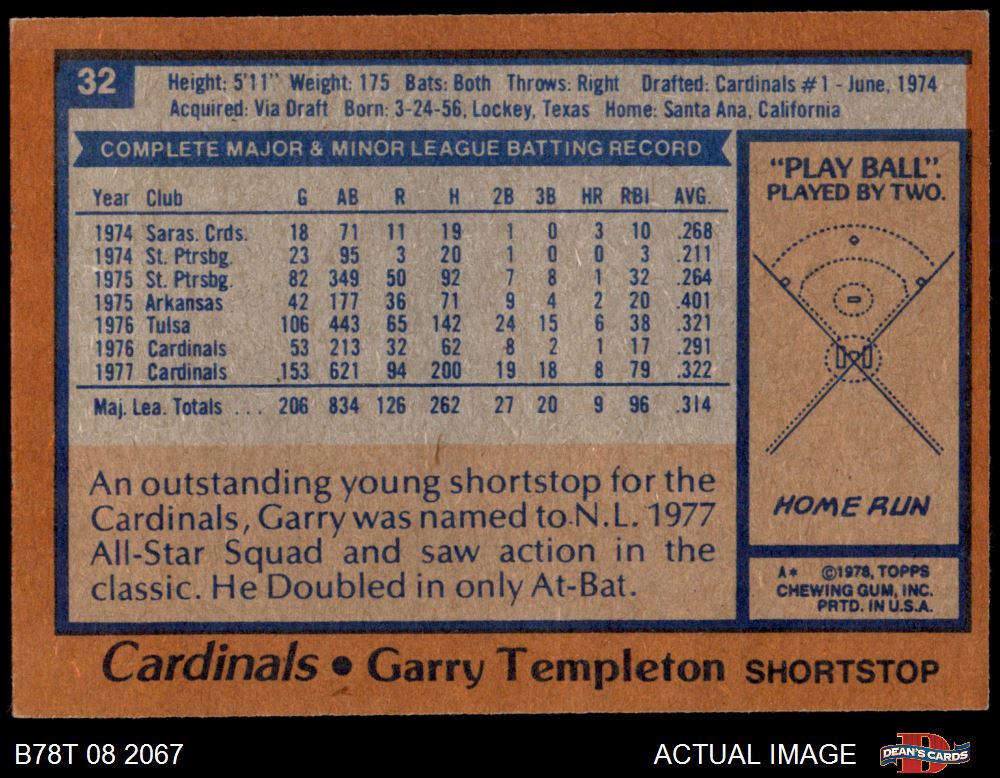 32
Height: 5'11" Weight: 175 Bats: Both Throws: Right Drafted: Cardinals #1 - June, 1974
Acquired: Via Draft Born: 3-24-56, Lockey, Texas Home: Santa Ana, California
COMPLETE MAJOR & MINOR LEAGUE BATTING RECORD
Year Club G AB R H 2B 3B HR RBI AVG.
1974 Saras. Crds. 18 71 11 19 1 0 3 10 .268
1974 St. Ptrsbg. 23 95 3 20 1 0 0 3 .211
1975 St. Ptrsbg. 82 349 50 92 7 8 1 32 .264
1975 Arkansas 42 177 36 71 9 4 2 20 .401
1976 Tulsa 106 443 65 142 24 15 6 38 .321
1976 Cardinals 53 213 32 62 8 2 1 17 .291
1977 Cardinals 153 621 94 200 19 18 8 79 .322
Maj. Lea. Totals ... 206 834 126 262 27 20 9 96 .314
An outstanding young shortstop for the
Cardinals, Garry was named to N.L. 1977
All-Star Squad and saw action in the
classic. He Doubled in only At-Bat.
"PLAY BALL".
PLAYED BY TWO.
HOME RUN
A* ©1978, TOPPS
CHEWING GUM, INC.
PRTD. IN U.S.A.
Cardinals • Garry Templeton SHORTSTOP
B78T 08 2067
ACTUAL IMAGE
DEAN'S CARDS